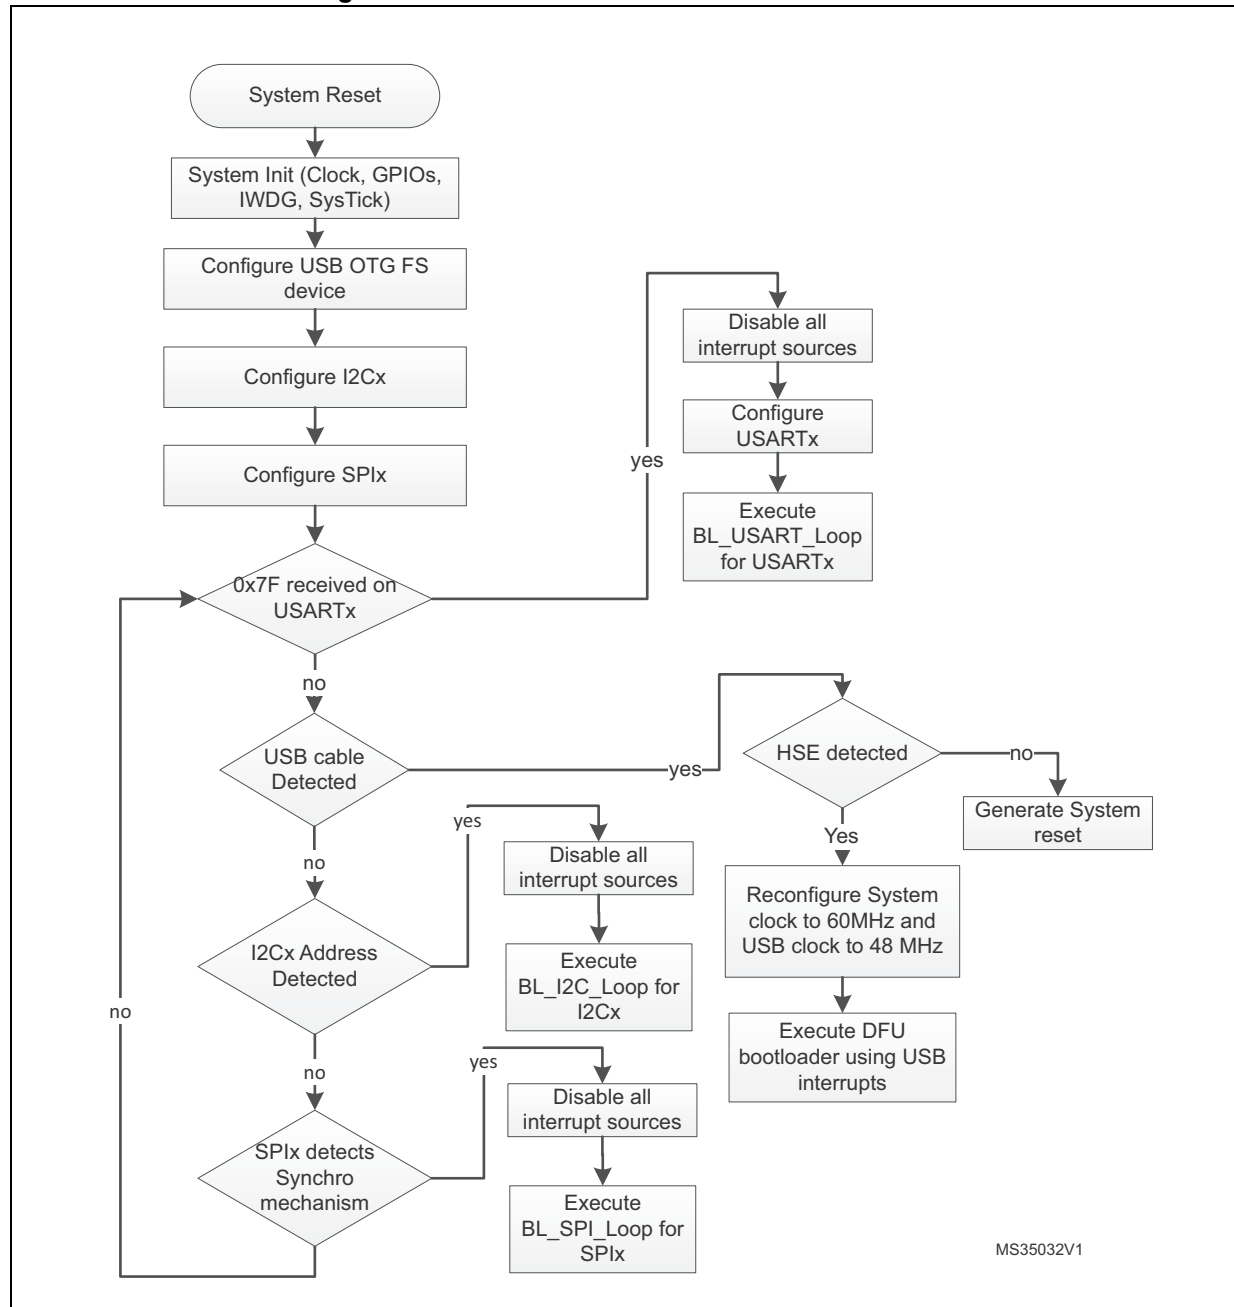 System Reset
System Init (Clock, GPIOs,
IWDG, SysTick)
Configure USB OTG FS
device
Configure I2Cx
Configure SPIx
0x7F received on
USARTx
yes
Disable all
interrupt sources
Configure
USARTx
Execute
BL_USART_Loop
for USARTx
no
USB cable
Detected
yes
HSE detected
no
Generate System
reset
Yes
Reconfigure System
clock to 60MHz and
USB clock to 48 MHz
Execute DFU
bootloader using USB
interrupts
no
I2Cx Address
Detected
yes
Disable all
interrupt sources
Execute
BL_I2C_Loop for
I2Cx
no
SPIx detects
Synchro
mechanism
yes
Disable all
interrupt sources
Execute
BL_SPI_Loop for
SPIx
no
MS35032V1